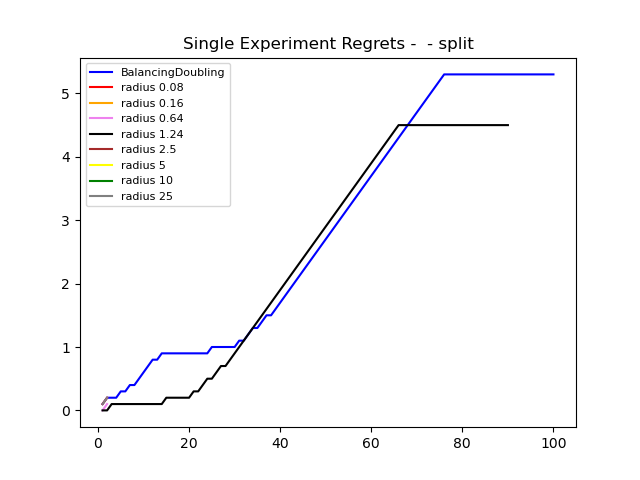 Single Experiment Regrets -  - split
BalancingDoubling
radius 0.08
radius 0.16
radius 0.64
radius 1.24
radius 2.5
radius 5
radius 10
radius 25
5
4
3
2
1
0
0 20 40 60 80 100